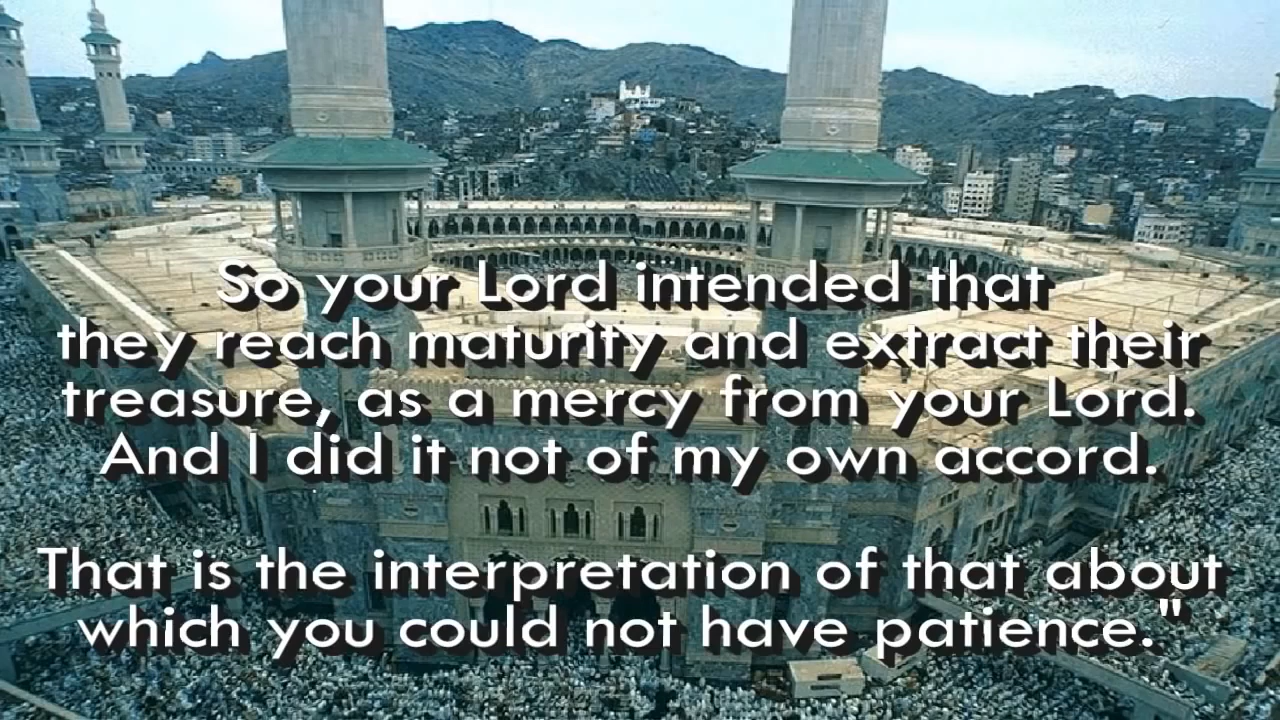 So your Lord intended that
they reach maturity and extract their
treasure, as a mercy from your Lord.
And I did it not of my own accord.
That is the interpretation of that about
which you could not have patience."